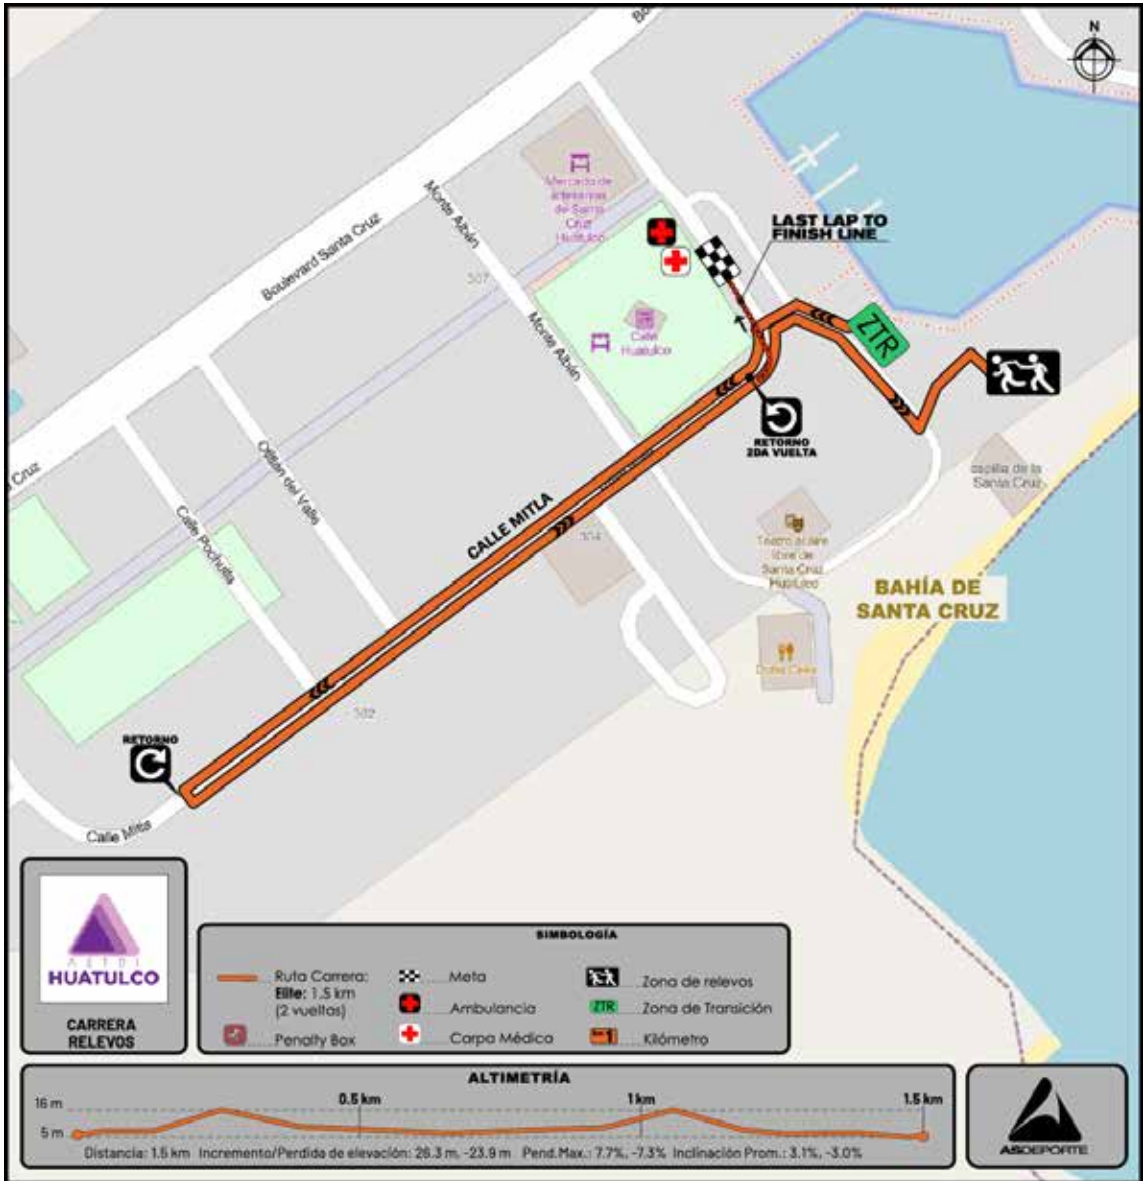 N
Bo
Boulevard Santa Cruz
Monte Albán
Mercado de
artesanías
de Santa
Cruz
Huatulco
LAST LAP TO
FINISH LINE
307
Monte Albán
Café
Huatulco
ZTR
RETORNO
2DA VUELTA
Cruz
Calle Pochutla
Otitlán del Valle
CALLE MITLA
304
Teatro al aire
libre de
Santa Cruz
Huatulco
capilla de la
Santa Cruz
BAHÍA DE
SANTA CRUZ
Doña Celia
302
RETORNO
Calle Mitla
HUATULCO
CARRERA
RELEVOS
SIMBOLOGÍA
Ruta Carrera:
Elite: 1.5 km
(2 vueltas)
Penalty Box
Meta
Ambulancia
Carpa Médica
Zona de relevos
ZTR Zona de Transición
Kilómetro
ALTIMETRÍA
16 m
5 m
0.5 km
1 km
1.5 km
Distancia: 1.5 km Incremento/Perdida de elevación: 26.3 m, -23.9 m Pend.Max.: 7.7%, -7.3% Inclinación Prom.: 3.1%, -3.0%
ASDEPORTE